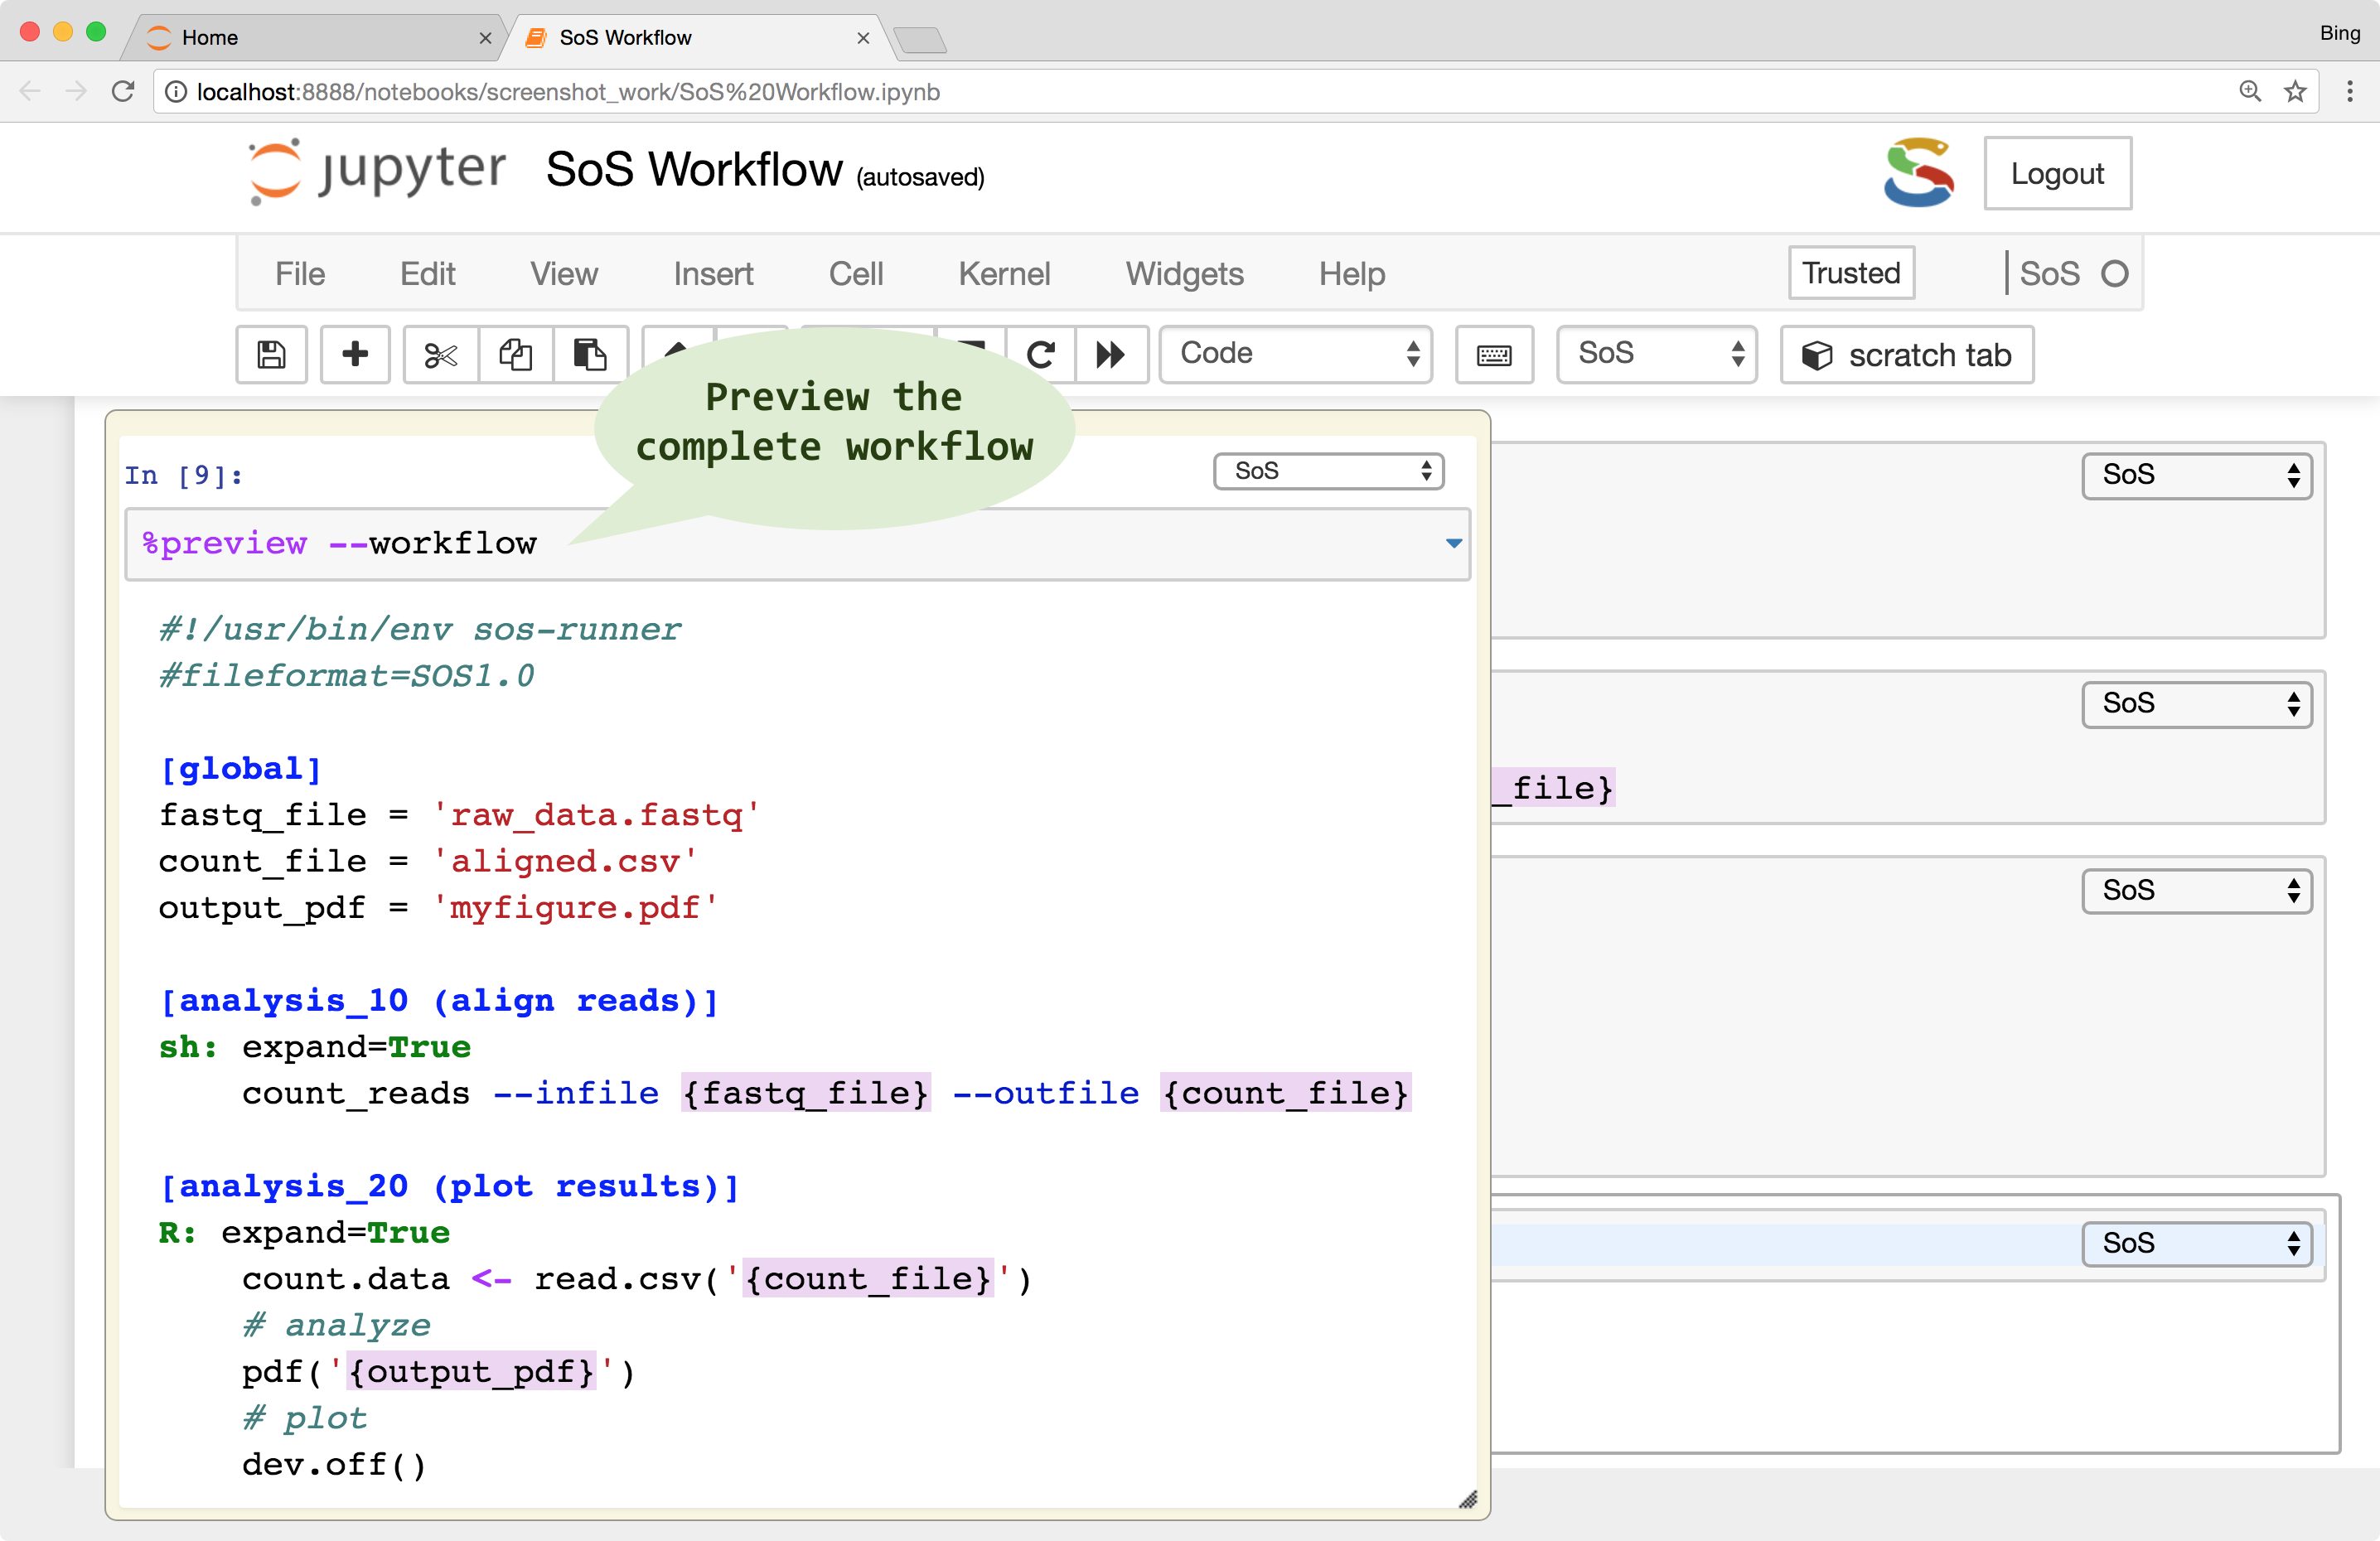 Home
SoS Workflow
Bing
localhost:8888/notebooks/screenshot_work/SoS%20Workflow.ipynb
jupyter SoS Workflow (autosaved)
Logout
File Edit View Insert Cell Kernel Widgets Help Trusted SoS
Code SoS scratch tab
Preview the
complete workflow
In [9]:
SoS
%preview --workflow
#!/usr/bin/env sos-runner
#fileformat=SOS1.0
[global]
fastq_file = 'raw_data.fastq'
count_file = 'aligned.csv'
output_pdf = 'myfigure.pdf'
[analysis_10 (align reads)]
sh: expand=True
count_reads --infile {fastq_file} --outfile {count_file}
[analysis_20 (plot results)]
R: expand=True
count.data <- read.csv('{count_file}')
# analyze
pdf('{output_pdf}')
# plot
dev.off()
SoS
SoS
_file}
SoS
SoS